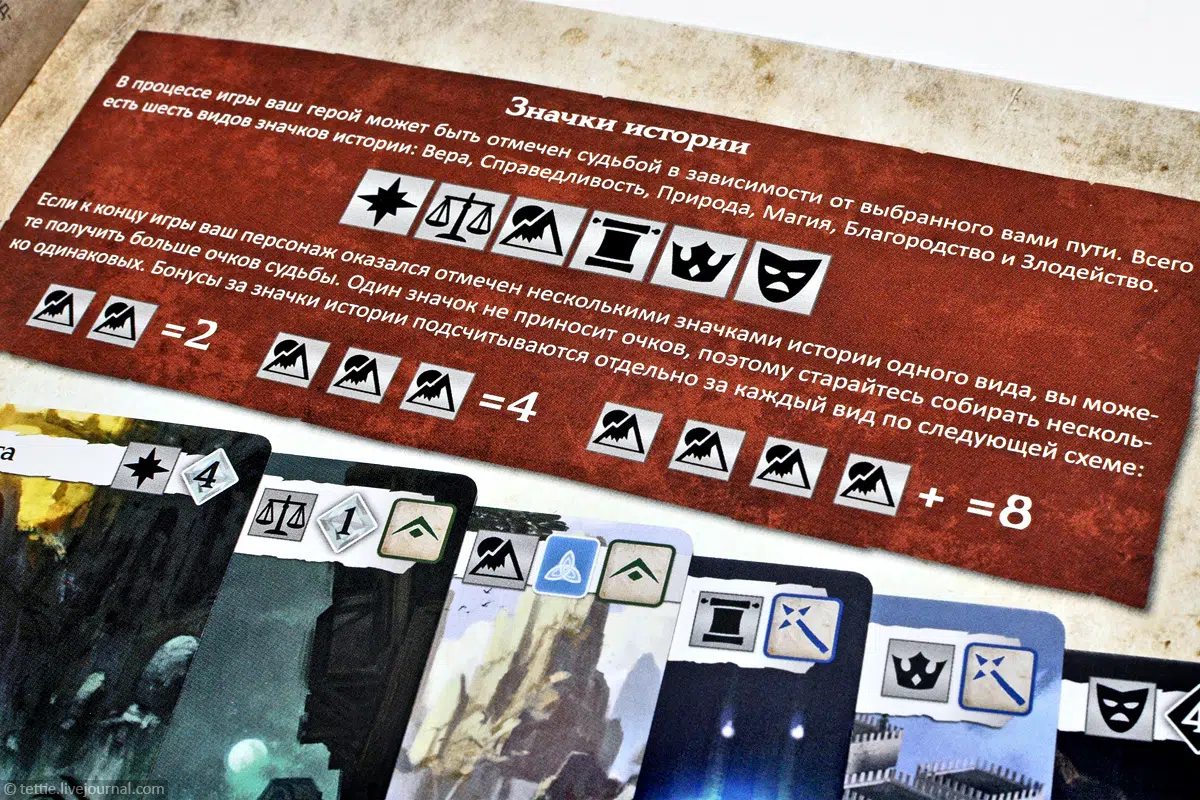 Значки истории
В процессе игры ваш герой может быть отмечен судьбой в зависимости от выбранного вами пути. Всего
есть шесть видов значков истории: Вера, Справедливость, Природа, Магия, Благородство и Злодейство.
Если к концу игры ваш персонаж оказался отмечен несколькими значками истории одного вида, вы може-
те получить больше очков судьбы. Один значок не приносит очков, поэтому старайтесь собирать несколь-
ко одинаковых. Бонусы за значки истории подсчитываются отдельно за каждый вид по следующей схеме:
=2
=4
+ =8
4
1
4
© tettie.livejournal.com